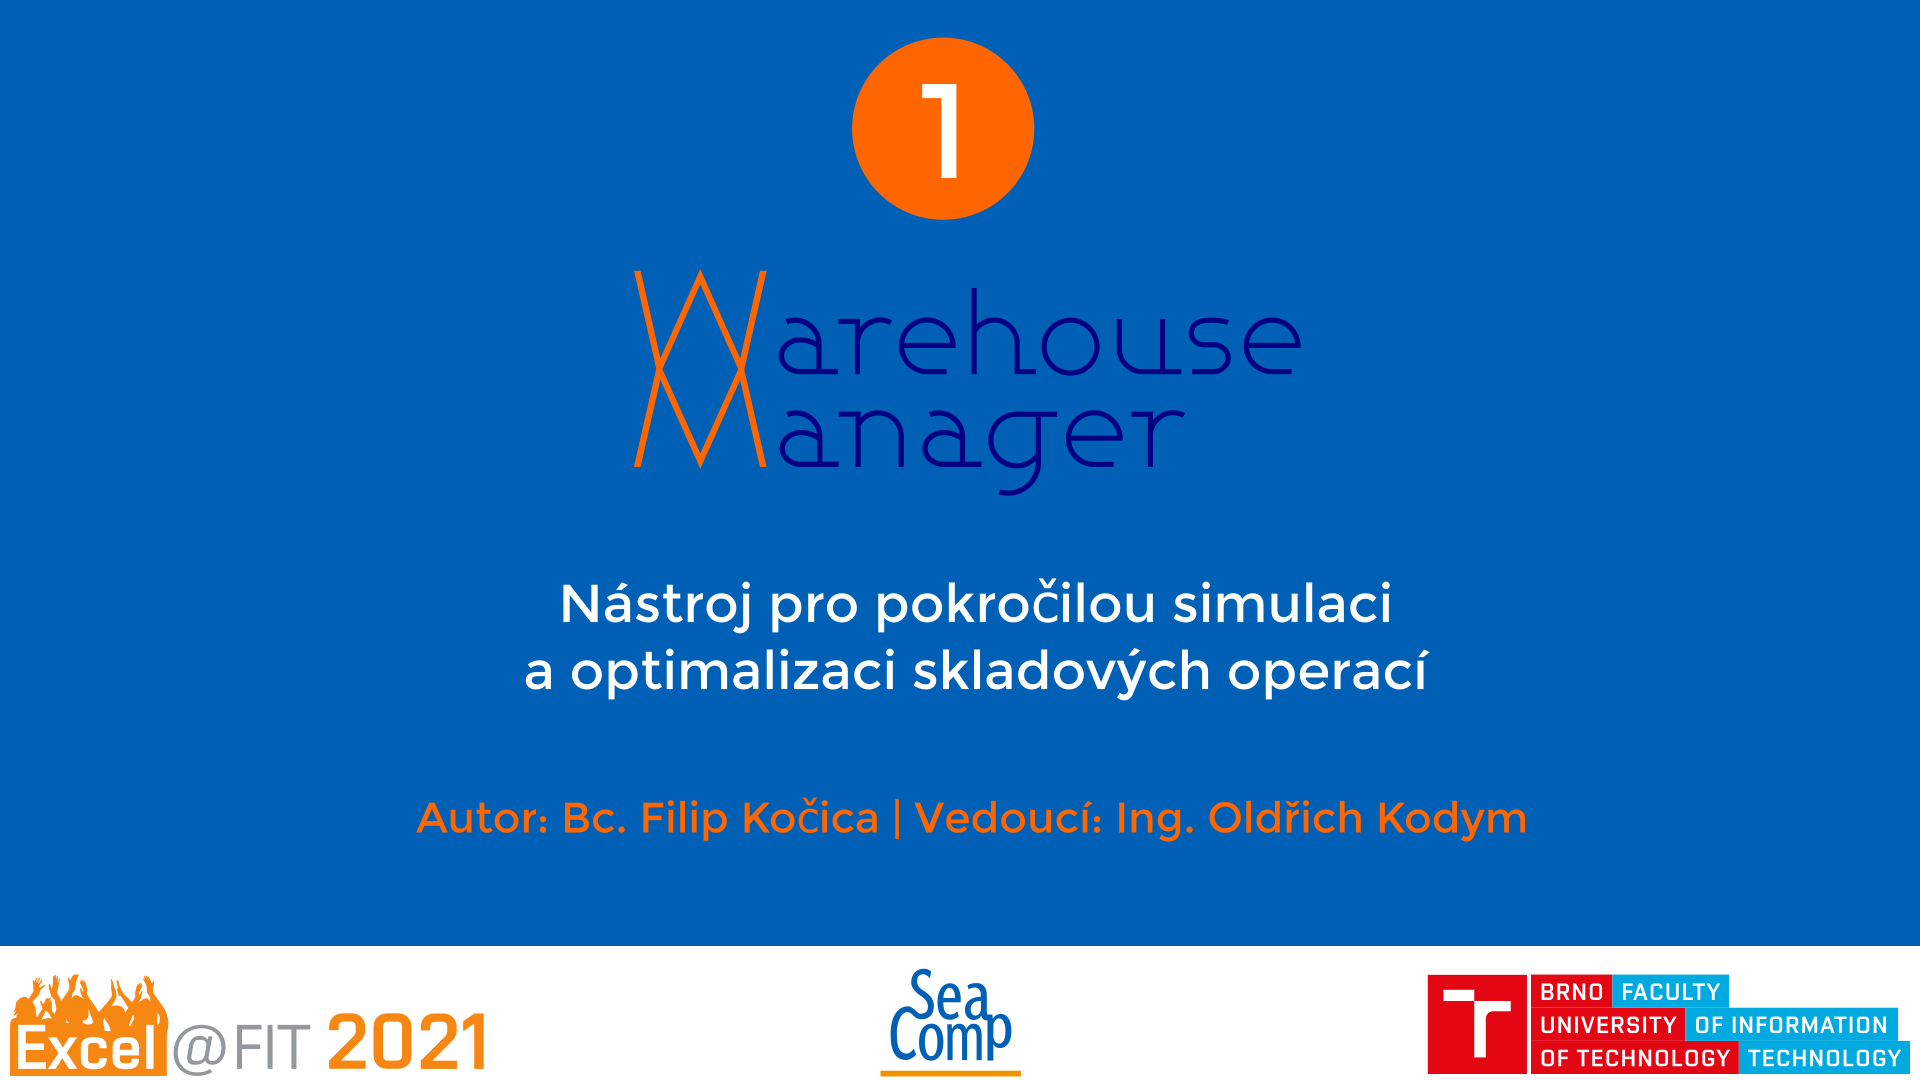 1
Warehouse
Manager
Nástroj pro pokročilou simulaci
a optimalizaci skladových operací
Autor: Bc. Filip Kočica | Vedoucí: Ing. Oldřich Kodym
Excel@FIT 2021
Sea
Comp
T
BRNO FACULTY
UNIVERSITY OF INFORMATION
OF TECHNOLOGY TECHNOLOGY